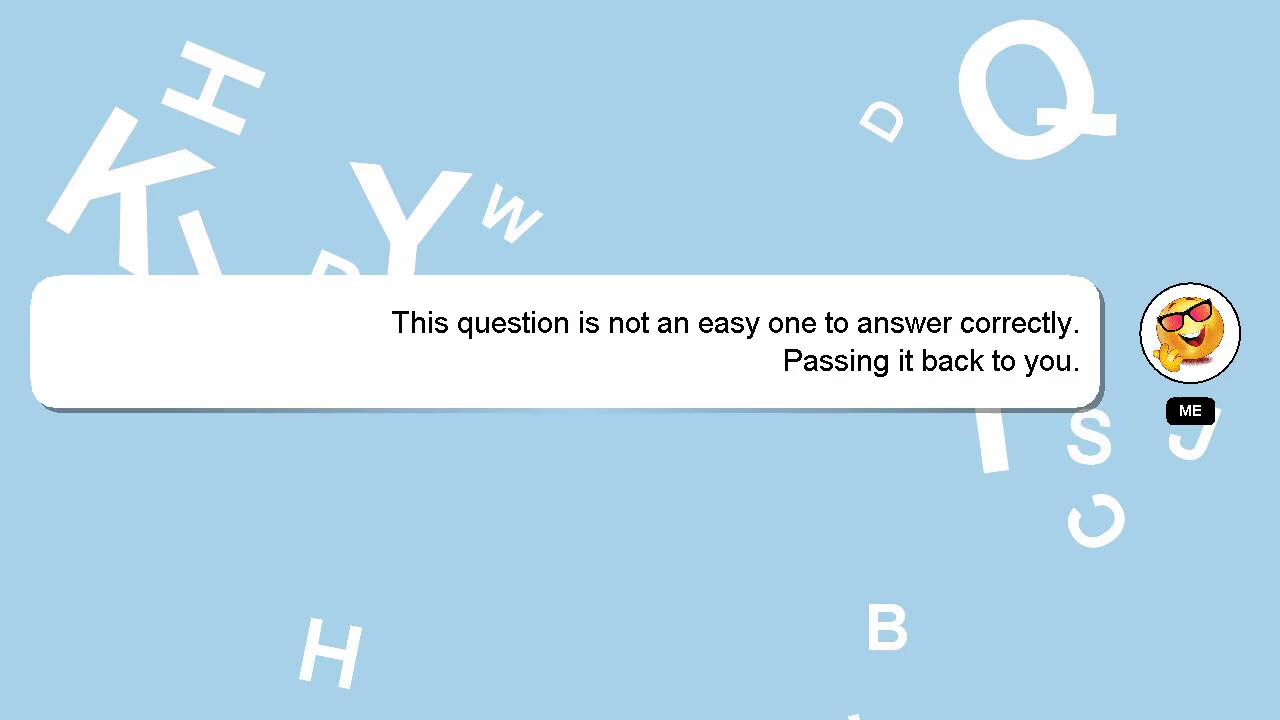 H
Q
D
K
Y
W
This question is not an easy one to answer correctly.
Passing it back to you.
ME
S
J
C
H
B